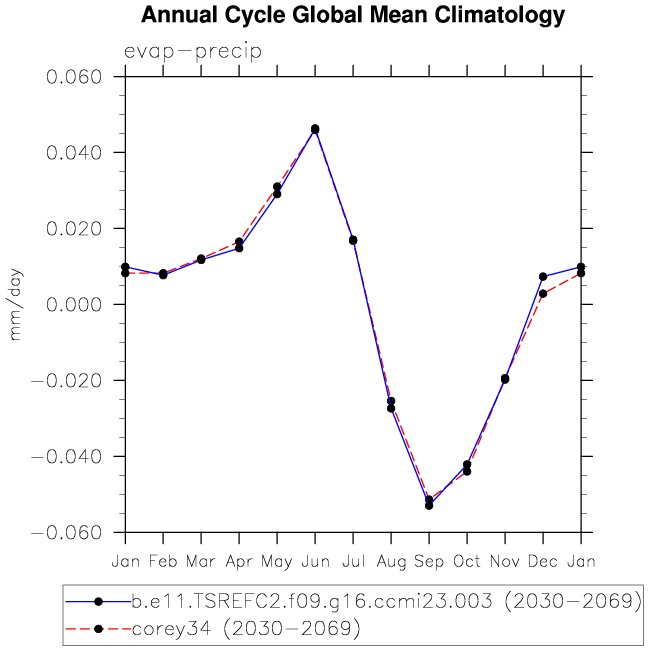 Annual Cycle Global Mean Climatology
evap-precip
0.060
0.040
0.020
0.000
-0.020
-0.040
-0.060
mm/day
Jan Feb Mar Apr May Jun Jul Aug Sep Oct Nov Dec Jan
b.e11.TSREFC2.f09.g16.ccmi23.003 (2030-2069)
corey34 (2030-2069)